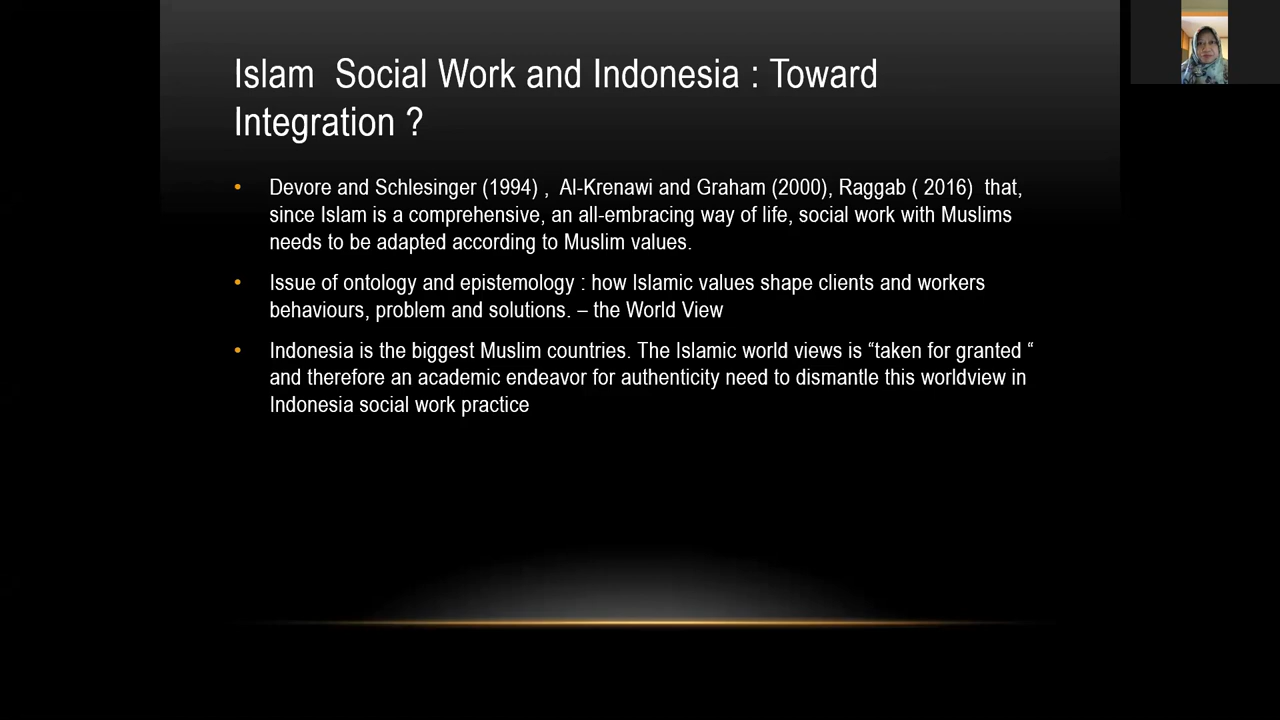 Islam  Social Work and Indonesia : Toward
Integration ?
• Devore and Schlesinger (1994) ,  Al-Krenawi and Graham (2000), Raggab ( 2016)  that,
since Islam is a comprehensive, an all-embracing way of life, social work with Muslims
needs to be adapted according to Muslim values.
• Issue of ontology and epistemology : how Islamic values shape clients and workers
behaviours, problem and solutions. – the World View
• Indonesia is the biggest Muslim countries. The Islamic world views is “taken for granted “
and therefore an academic endeavor for authenticity need to dismantle this worldview in
Indonesia social work practice